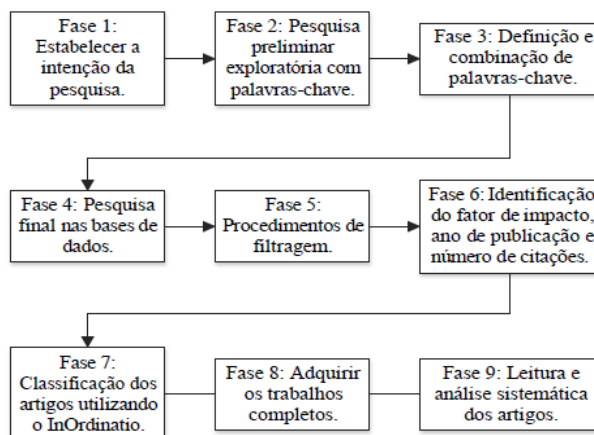 Fase 1:
Estabelecer a
intenção da
pesquisa.
Fase 2: Pesquisa
preliminar
exploratória com
palavras-chave.
Fase 3: Definição e
combinação de
palavras-chave.
Fase 4: Pesquisa
final nas bases de
dados.
Fase 5:
Procedimentos de
filtragem.
Fase 6: Identificação
do fator de impacto,
ano de publicação e
número de citações.
Fase 7:
Classificação dos
artigos utilizando
o InOrdinatio.
Fase 8: Adquirir
os trabalhos
completos.
Fase 9: Leitura e
análise sistemática
dos artigos.